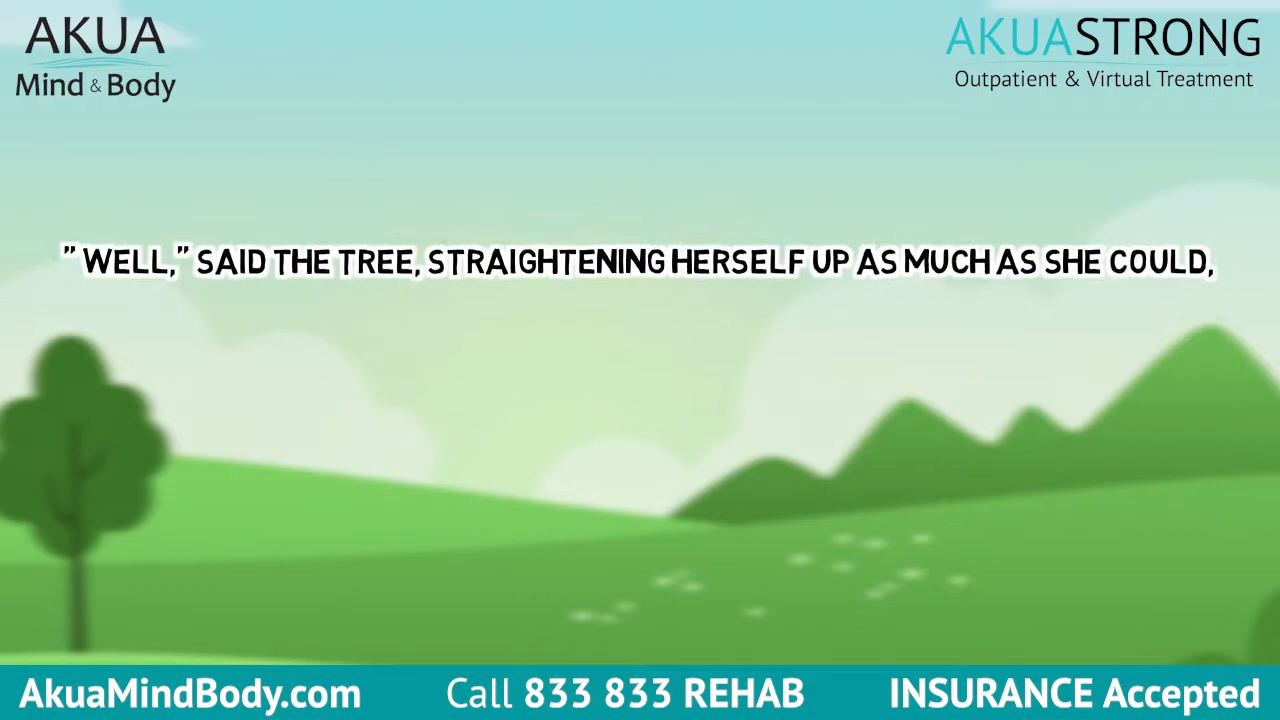 AKUA
Mind & Body
AKUASTRONG
Outpatient & Virtual Treatment
" WELL," SAID THE TREE, STRAIGHTENING HERSELF UP AS MUCH AS SHE COULD,
AkuaMindBody.com
Call 833 833 REHAB
INSURANCE Accepted